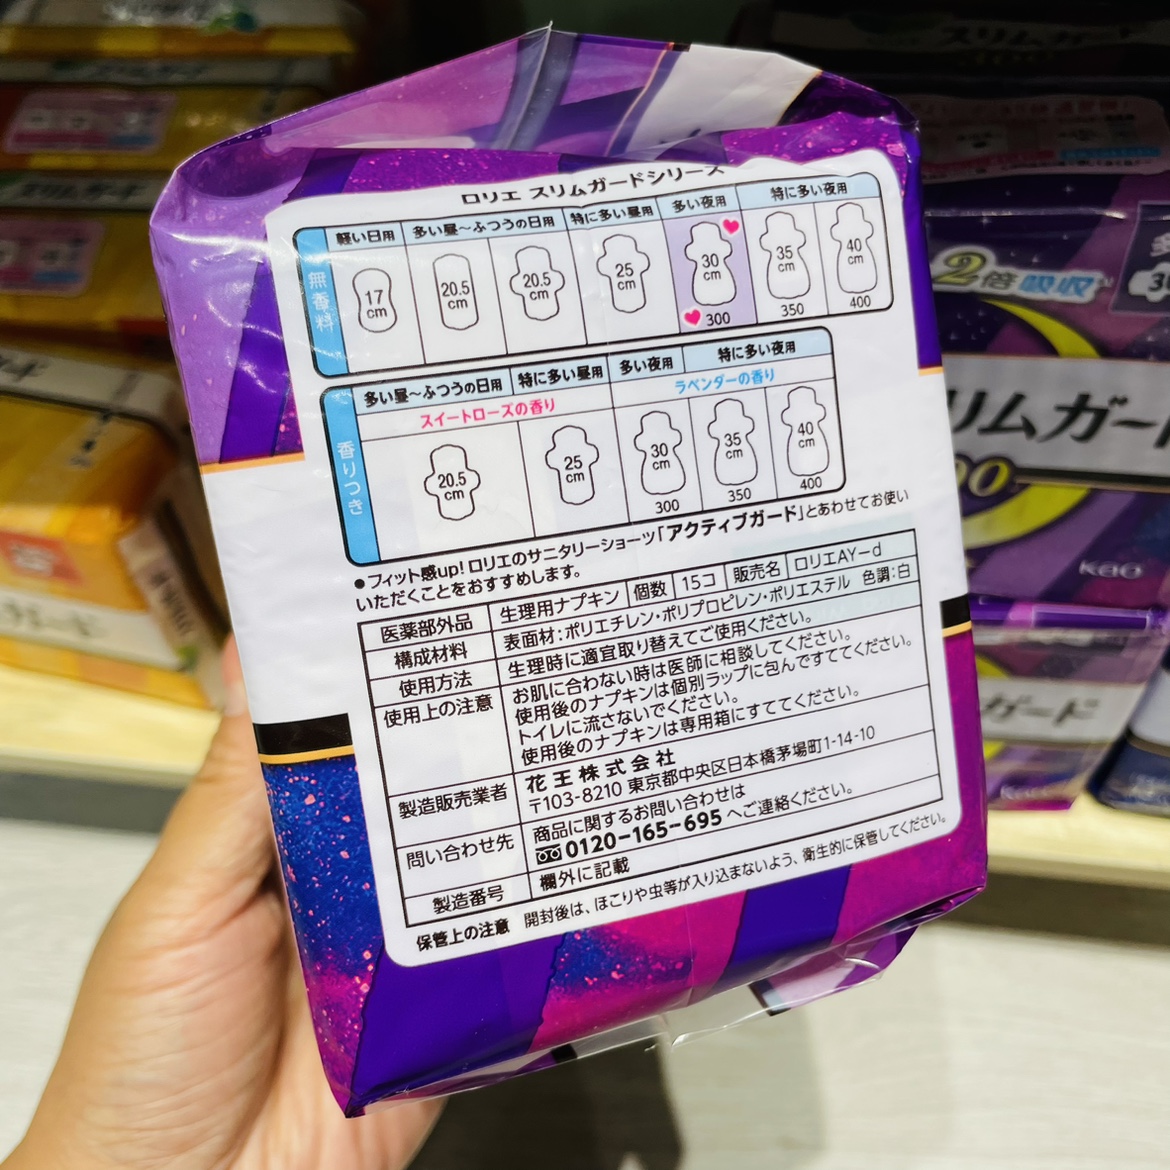 ロリエ スリムガードシリーズ
軽い日用 多い昼～ふつうの日用 特に多い昼用 多い夜用 特に多い夜用
無香料
17cm 20.5cm 20.5cm 25cm 30cm 35cm 40cm
300 350 400
多い昼～ふつうの日用 特に多い昼用 多い夜用 特に多い夜用
スイートローズの香り ラベンダーの香り
香りつき
20.5cm 25cm 30cm 35cm 40cm
300 350 400
●フィット感up!ロリエのサニタリーショーツ「アクティブガード」とあわせてお使い
いただくことをおすすめします。
医薬部外品 生理用ナプキン 個数 15コ 販売名 ロリエAY-d
構成材料 表面材:ポリエチレン・ポリプロピレン・ポリエステル 色調:白
使用方法 生理時に適宜取り替えてご使用ください。
使用上の注意 お肌に合わない時は医師に相談してください。
使用後のナプキンは個別ラップに包んですててください。
トイレに流さないでください。
使用後のナプキンは専用箱にすててください。
製造販売業者 花王株式会社
〒103-8210 東京都中央区日本橋茅場町1-14-10
問い合わせ先 商品に関するお問い合わせは
0120-165-695 へご連絡ください。
製造番号 欄外に記載
保管上の注意 開封後は、ほこりや虫等が入り込まないよう、衛生的に保管してください。
スリムガード
2倍吸収
リムガード
Kao
ガード